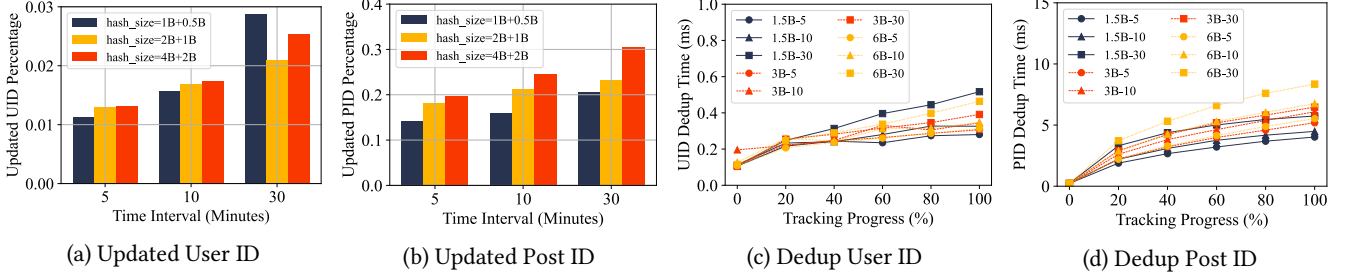 Updated UID Percentage
0.03
0.02
0.01
0.00
hash_size=1B+0.5B
hash_size=2B+1B
hash_size=4B+2B
5 10 30
Time Interval (Minutes)
(a) Updated User ID
Updated PID Percentage
0.4
0.3
0.2
0.1
0.0
hash_size=1B+0.5B
hash_size=2B+1B
hash_size=4B+2B
5 10 30
Time Interval (Minutes)
(b) Updated Post ID
UID Dedup Time (ms)
1.0
0.8
0.6
0.4
0.2
0.0
1.5B-5
1.5B-10
1.5B-30
3B-5
3B-10
3B-30
6B-5
6B-10
6B-30
0 20 40 60 80 100
Tracking Progress (%)
(c) Dedup User ID
PID Dedup Time (ms)
15
10
5
0
1.5B-5
1.5B-10
1.5B-30
3B-5
3B-10
3B-30
6B-5
6B-10
6B-30
0 20 40 60 80 100
Tracking Progress (%)
(d) Dedup Post ID